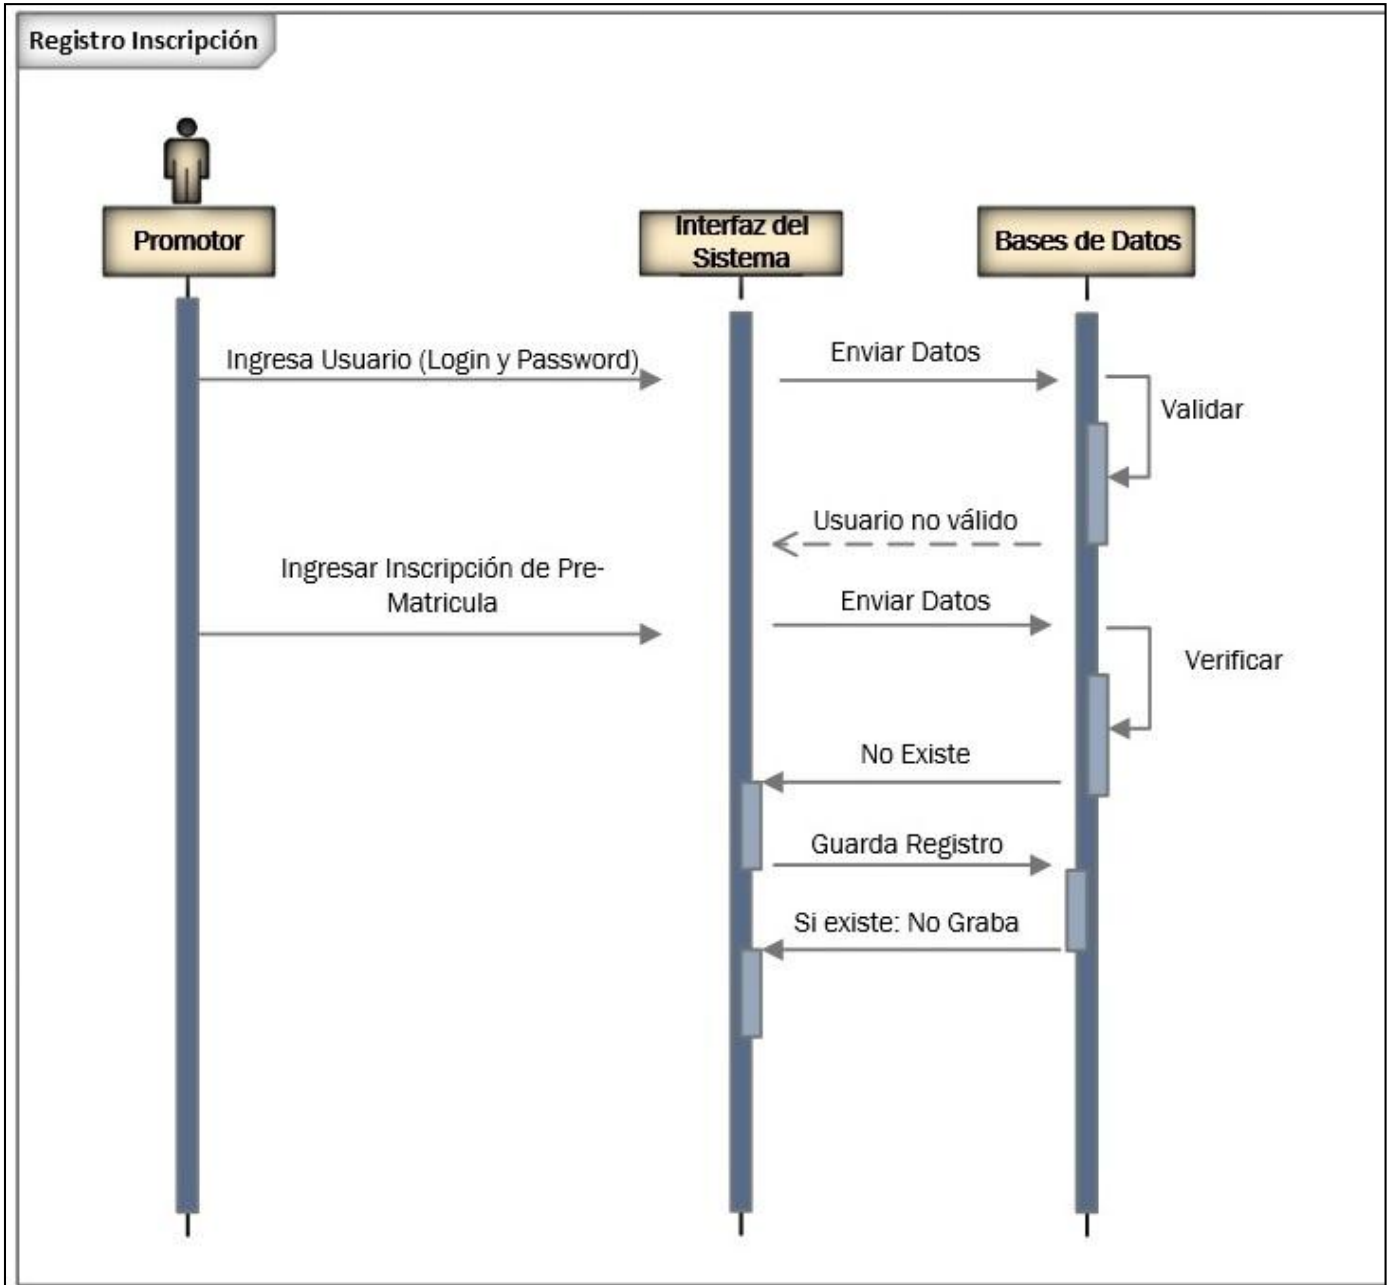 Registro Inscripción
Promotor
Interfaz del
Sistema
Bases de Datos
Ingresa Usuario (Login y Password)
Enviar Datos
Validar
Usuario no válido
Ingresar Inscripción de Pre-
Matricula
Enviar Datos
Verificar
No Existe
Guarda Registro
Si existe: No Graba